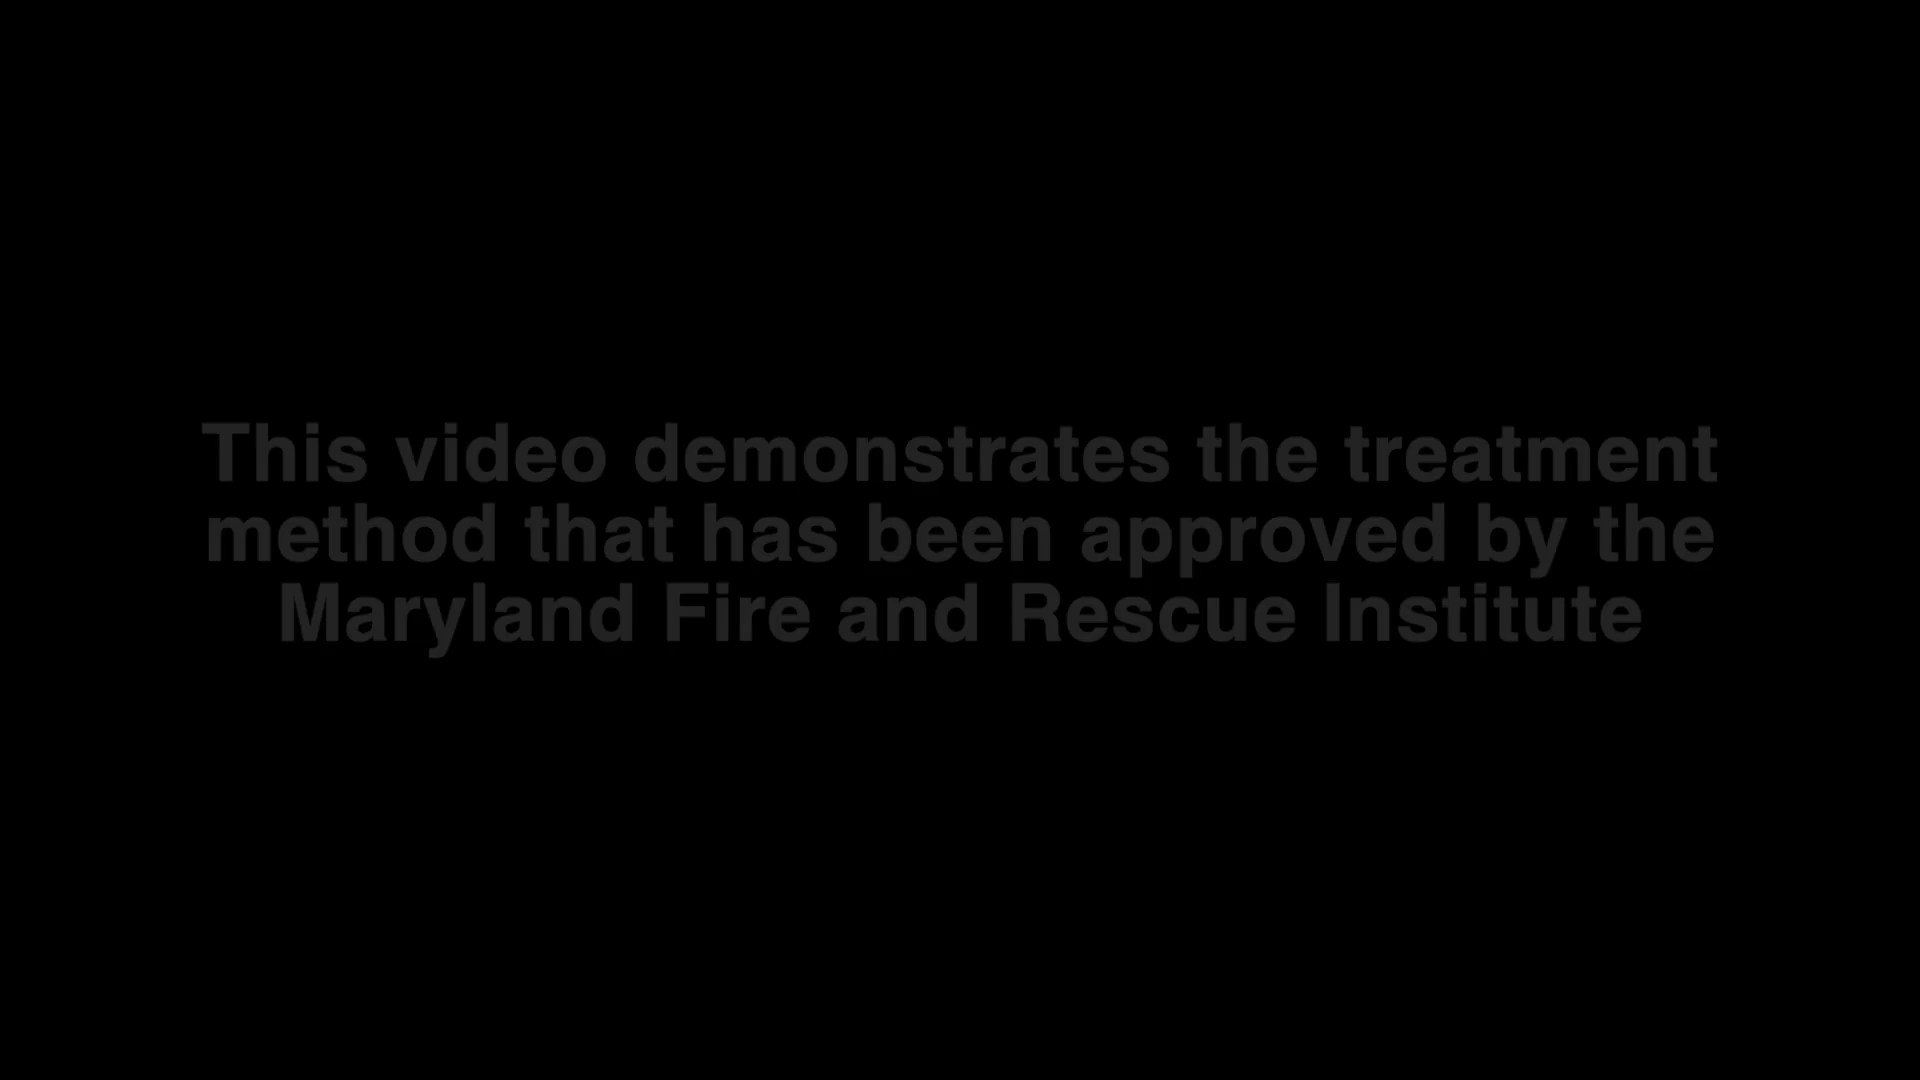 This video demonstrates the treatment
method that has been approved by the
Maryland Fire and Rescue Institute